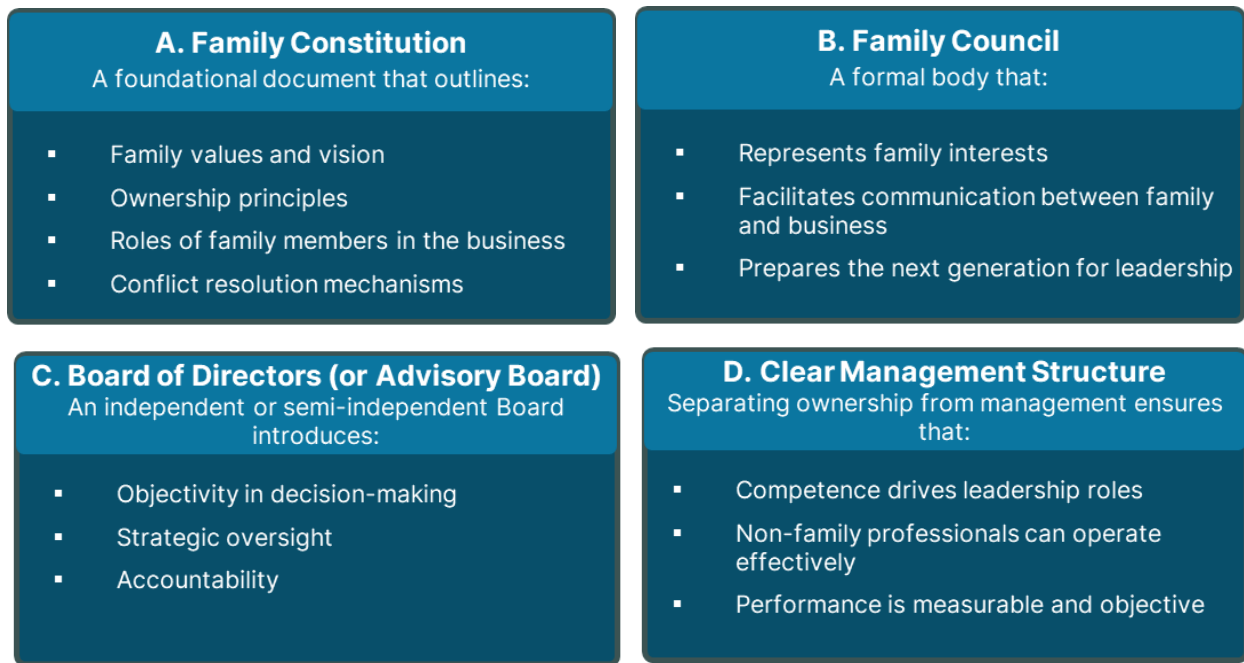 A. Family Constitution
A foundational document that outlines:
▪ Family values and vision
▪ Ownership principles
▪ Roles of family members in the business
▪ Conflict resolution mechanisms
B. Family Council
A formal body that:
▪ Represents family interests
▪ Facilitates communication between family
and business
▪ Prepares the next generation for leadership
C. Board of Directors (or Advisory Board)
An independent or semi-independent Board
introduces:
▪ Objectivity in decision-making
▪ Strategic oversight
▪ Accountability
D. Clear Management Structure
Separating ownership from management ensures
that:
▪ Competence drives leadership roles
▪ Non-family professionals can operate
effectively
▪ Performance is measurable and objective